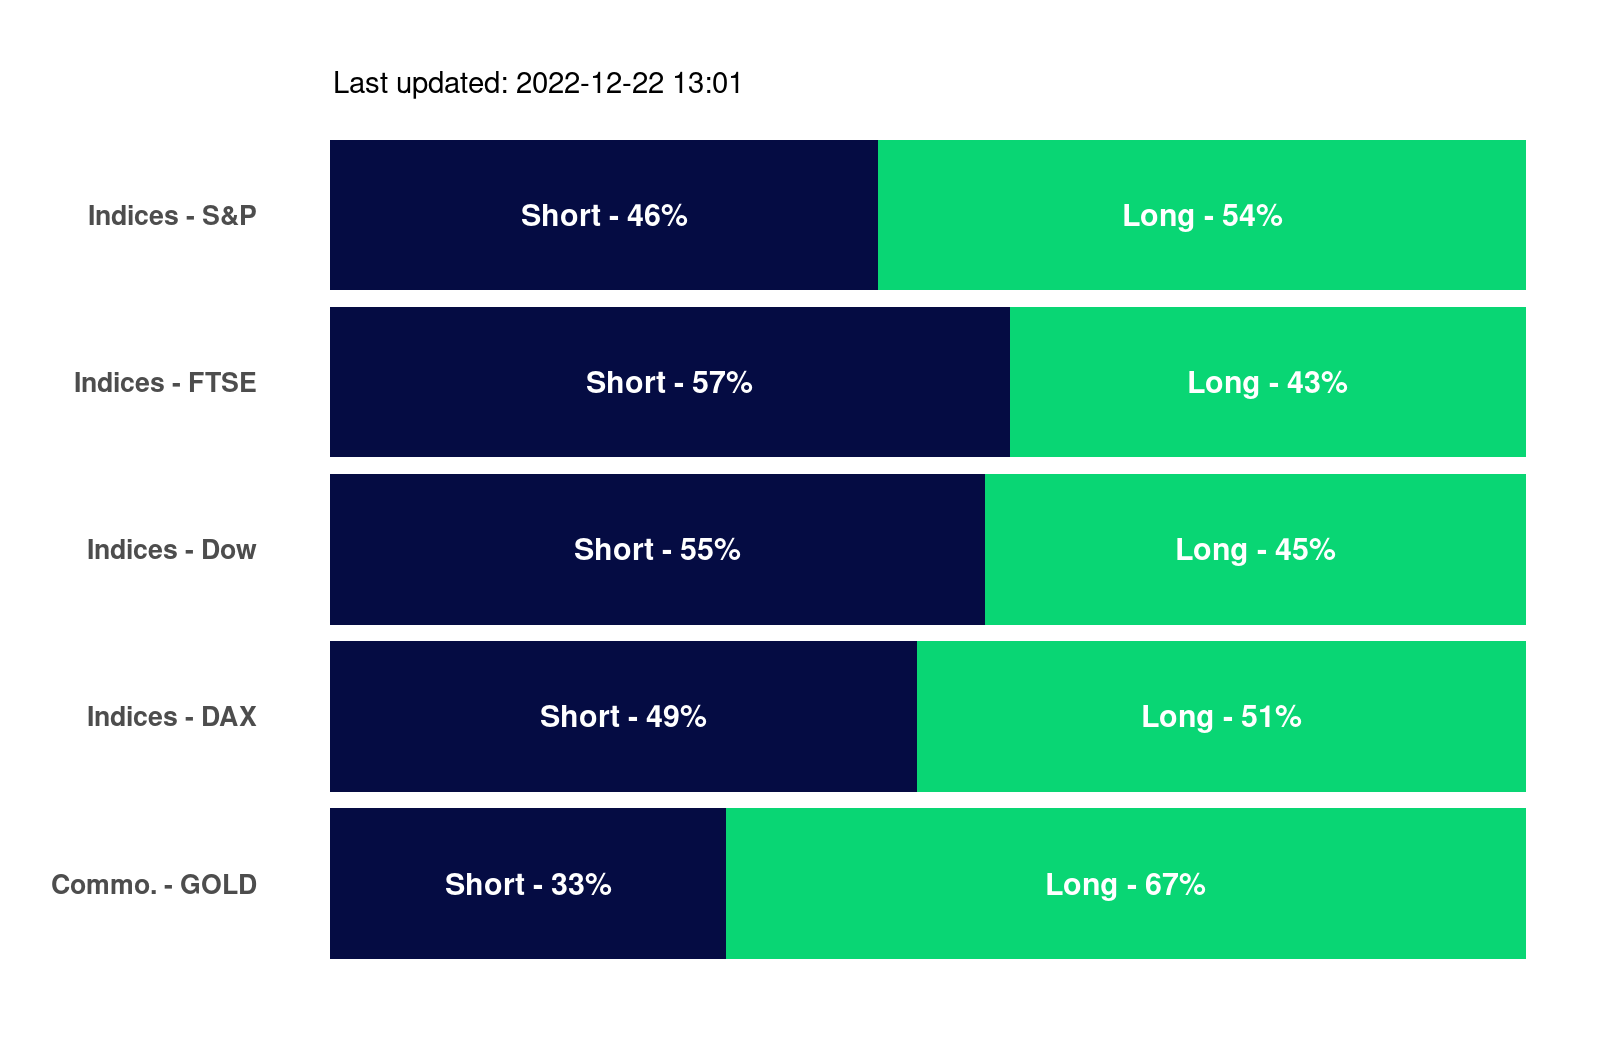 Last updated: 2022-12-22 13:01
Indices - S&P Short - 46% Long - 54%
Indices - FTSE Short - 57% Long - 43%
Indices - Dow Short - 55% Long - 45%
Indices - DAX Short - 49% Long - 51%
Commo. - GOLD Short - 33% Long - 67%